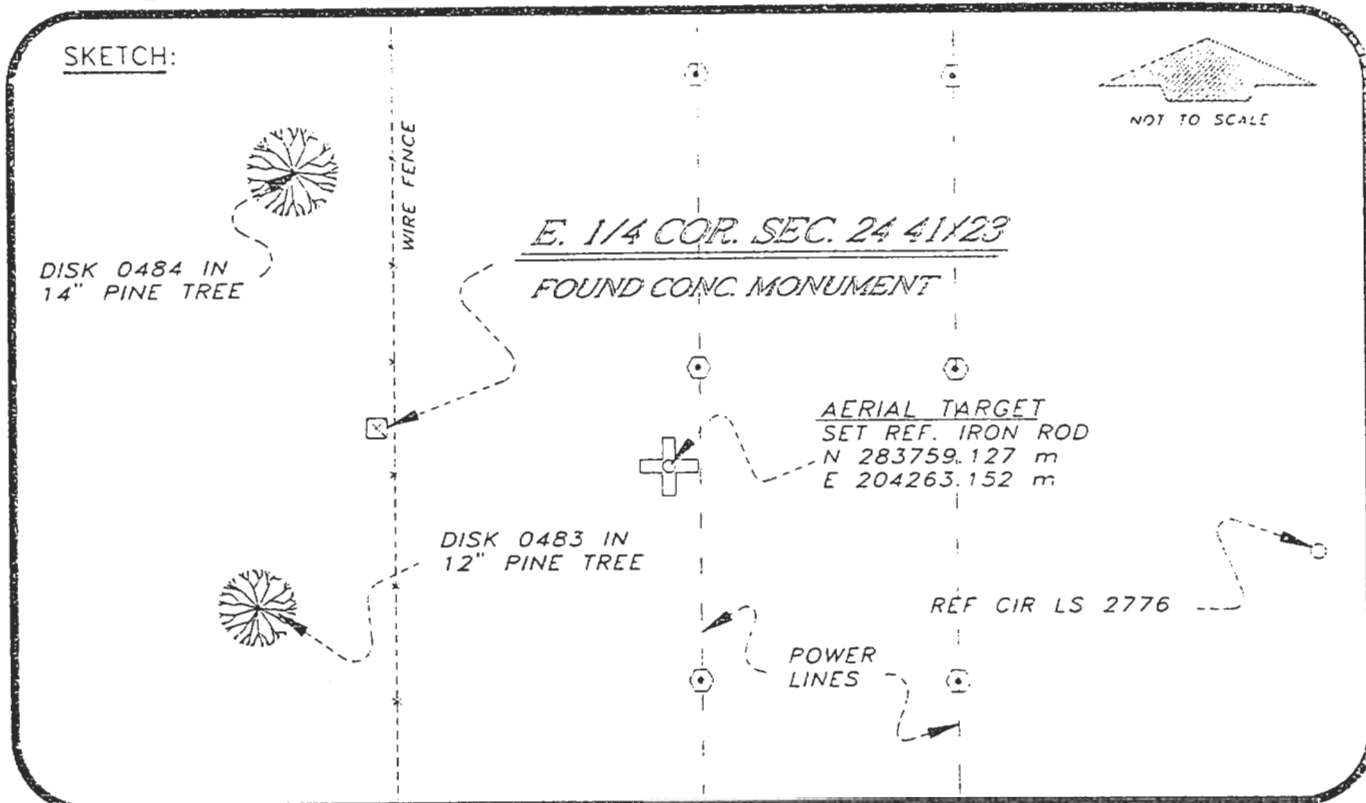 SKETCH:
NOT TO SCALE
WIRE FENCE
DISK 0484 IN
14" PINE TREE
E. 1/4 COR. SEC. 24 41/23
FOUND CONC. MONUMENT
AERIAL TARGET
SET REF. IRON ROD
N 283759.127 m
E 204263.152 m
DISK 0483 IN
12" PINE TREE
REF CIR LS 2776
POWER
LINES